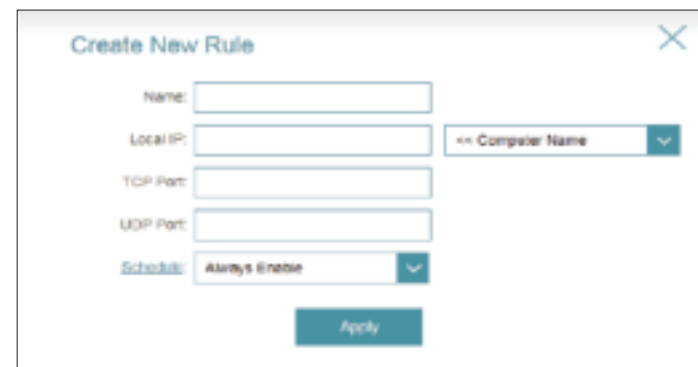 Create New Rule
Name:
Local IP:
<< Computer Name
TCP Port:
UDP Port:
Schedule:
Always Enable
Apply